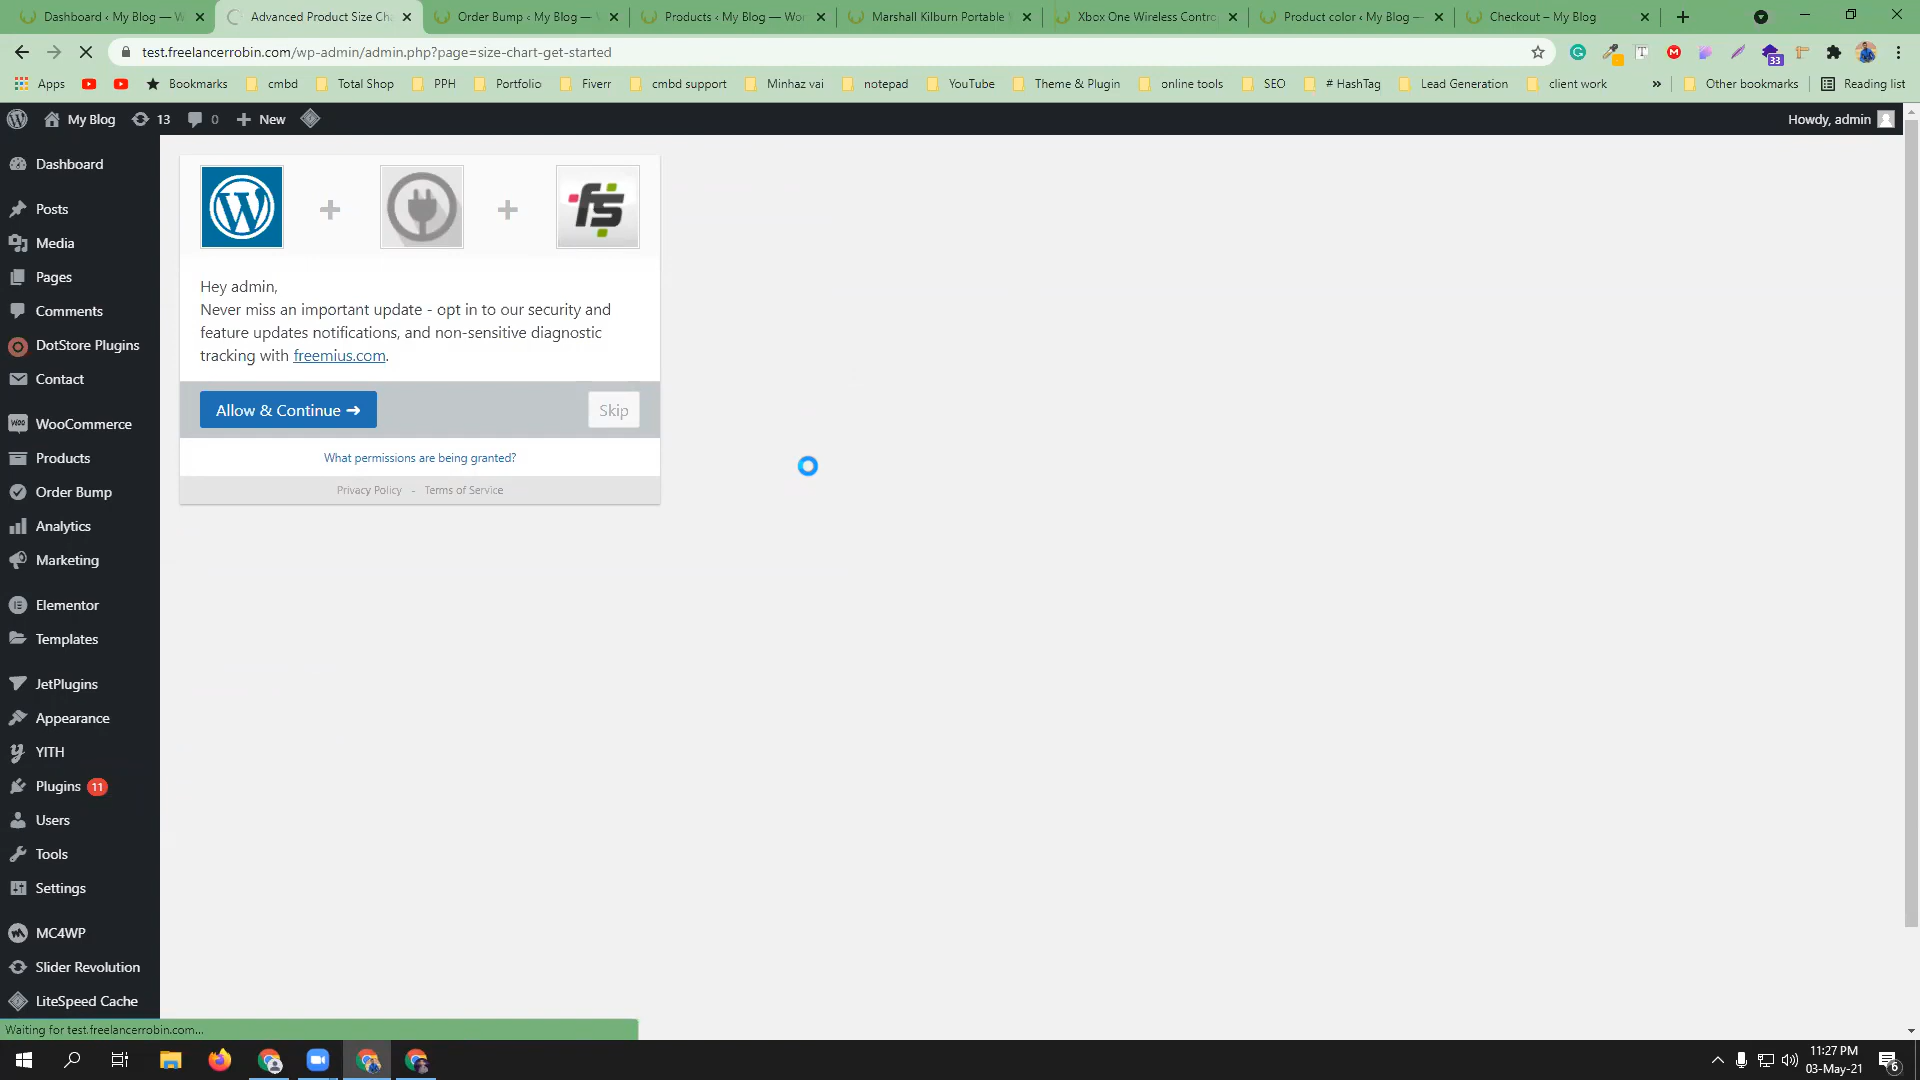 Dashboard ‹ My Blog — W
Advanced Product Size Cha
Order Bump ‹ My Blog —
Products ‹ My Blog — Woo
Marshall Kilburn Portable
Xbox One Wireless Contro
Product color ‹ My Blog —
Checkout – My Blog
test.freelancerrobin.com/wp-admin/admin.php?page=size-chart-get-started
33
Apps
Bookmarks
cmbd
Total Shop
PPH
Portfolio
Fiverr
cmbd support
Minhaz vai
notepad
YouTube
Theme & Plugin
online tools
SEO
# HashTag
Lead Generation
client work
»
Other bookmarks
Reading list
My Blog
13
0
New
Howdy, admin
Dashboard
Posts
Media
Pages
Comments
DotStore Plugins
Contact
WooCommerce
Products
Order Bump
Analytics
Marketing
Elementor
Templates
JetPlugins
Appearance
YITH
Plugins 11
Users
Tools
Settings
MC4WP
Slider Revolution
LiteSpeed Cache
Hey admin,
Never miss an important update - opt in to our security and
feature updates notifications, and non-sensitive diagnostic
tracking with freemius.com.
Allow & Continue ➜
Skip
What permissions are being granted?
Privacy Policy - Terms of Service
Waiting for test.freelancerrobin.com...
11:27 PM
03-May-21
6